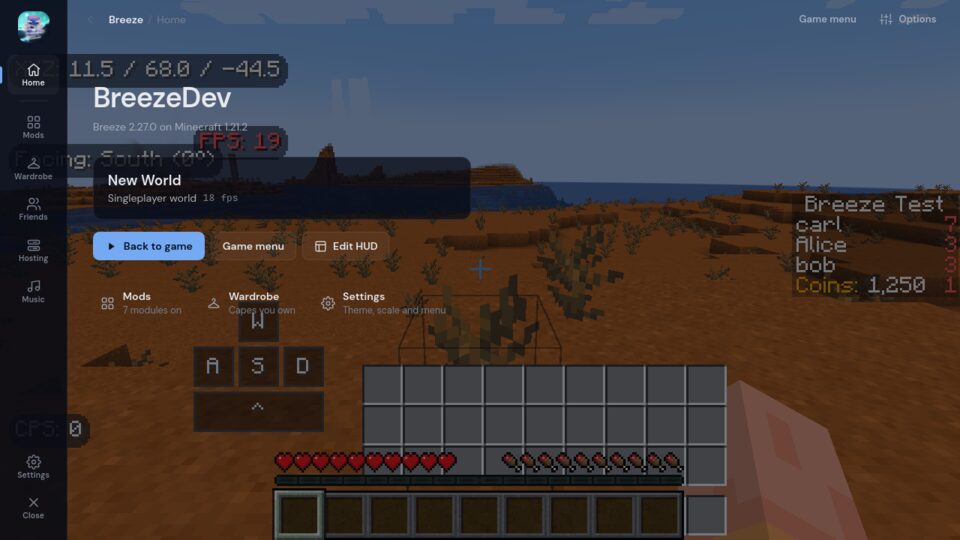 Breeze / Home
Game menu
Options
Home
XYZ: 11.5 / 68.0 / -44.5
BreezeDev
Breeze 2.27.0 on Minecraft 1.21.2
Mods
FPS: 19
Facing: South (0°)
Wardrobe
New World
Singleplayer world 18 fps
Friends
Breeze Test
carl 7
Alice 3
bob 3
Coins: 1,250 1
Hosting
Back to game
Game menu
Edit HUD
Music
Mods
7 modules on
Wardrobe
Capes you own
Settings
Theme, scale and menu
W
A S D
^
CPS: 0
Settings
Close